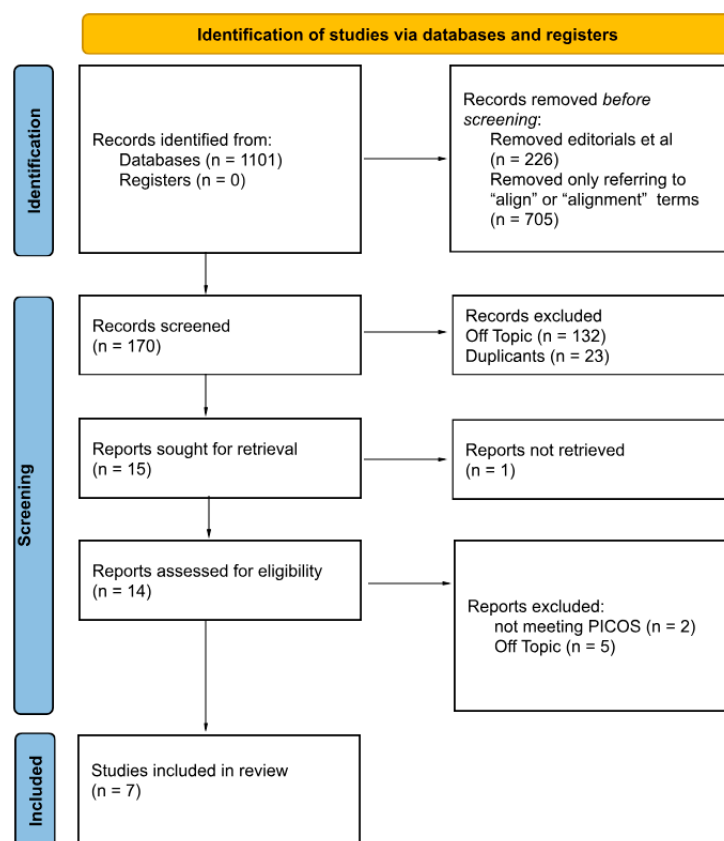 Identification of studies via databases and registers
Identification
Records identified from:
Databases (n = 1101)
Registers (n = 0)
Records removed before
screening:
Removed editorials et al
(n = 226)
Removed only referring to
“align” or “alignment” terms
(n = 705)
Screening
Records screened
(n = 170)
Records excluded
Off Topic (n = 132)
Duplicants (n = 23)
Reports sought for retrieval
(n = 15)
Reports not retrieved
(n = 1)
Reports assessed for eligibility
(n = 14)
Reports excluded:
not meeting PICOS (n = 2)
Off Topic (n = 5)
Included
Studies included in review
(n = 7)